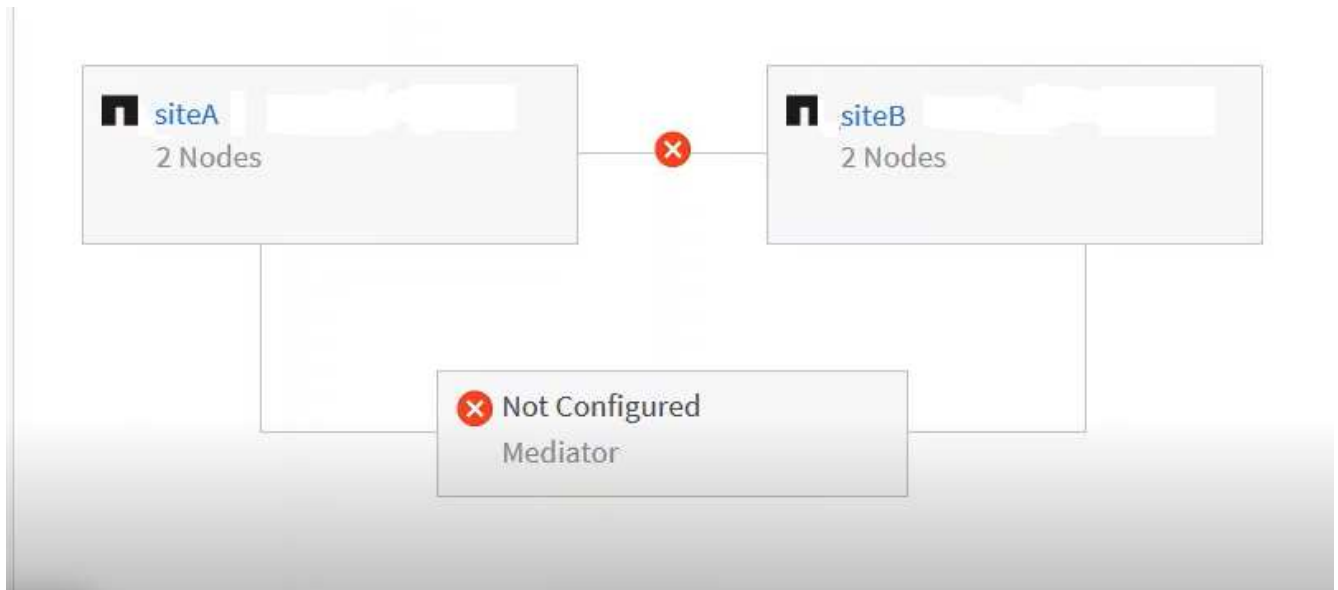 siteA
2 Nodes
siteB
2 Nodes
Not Configured
Mediator